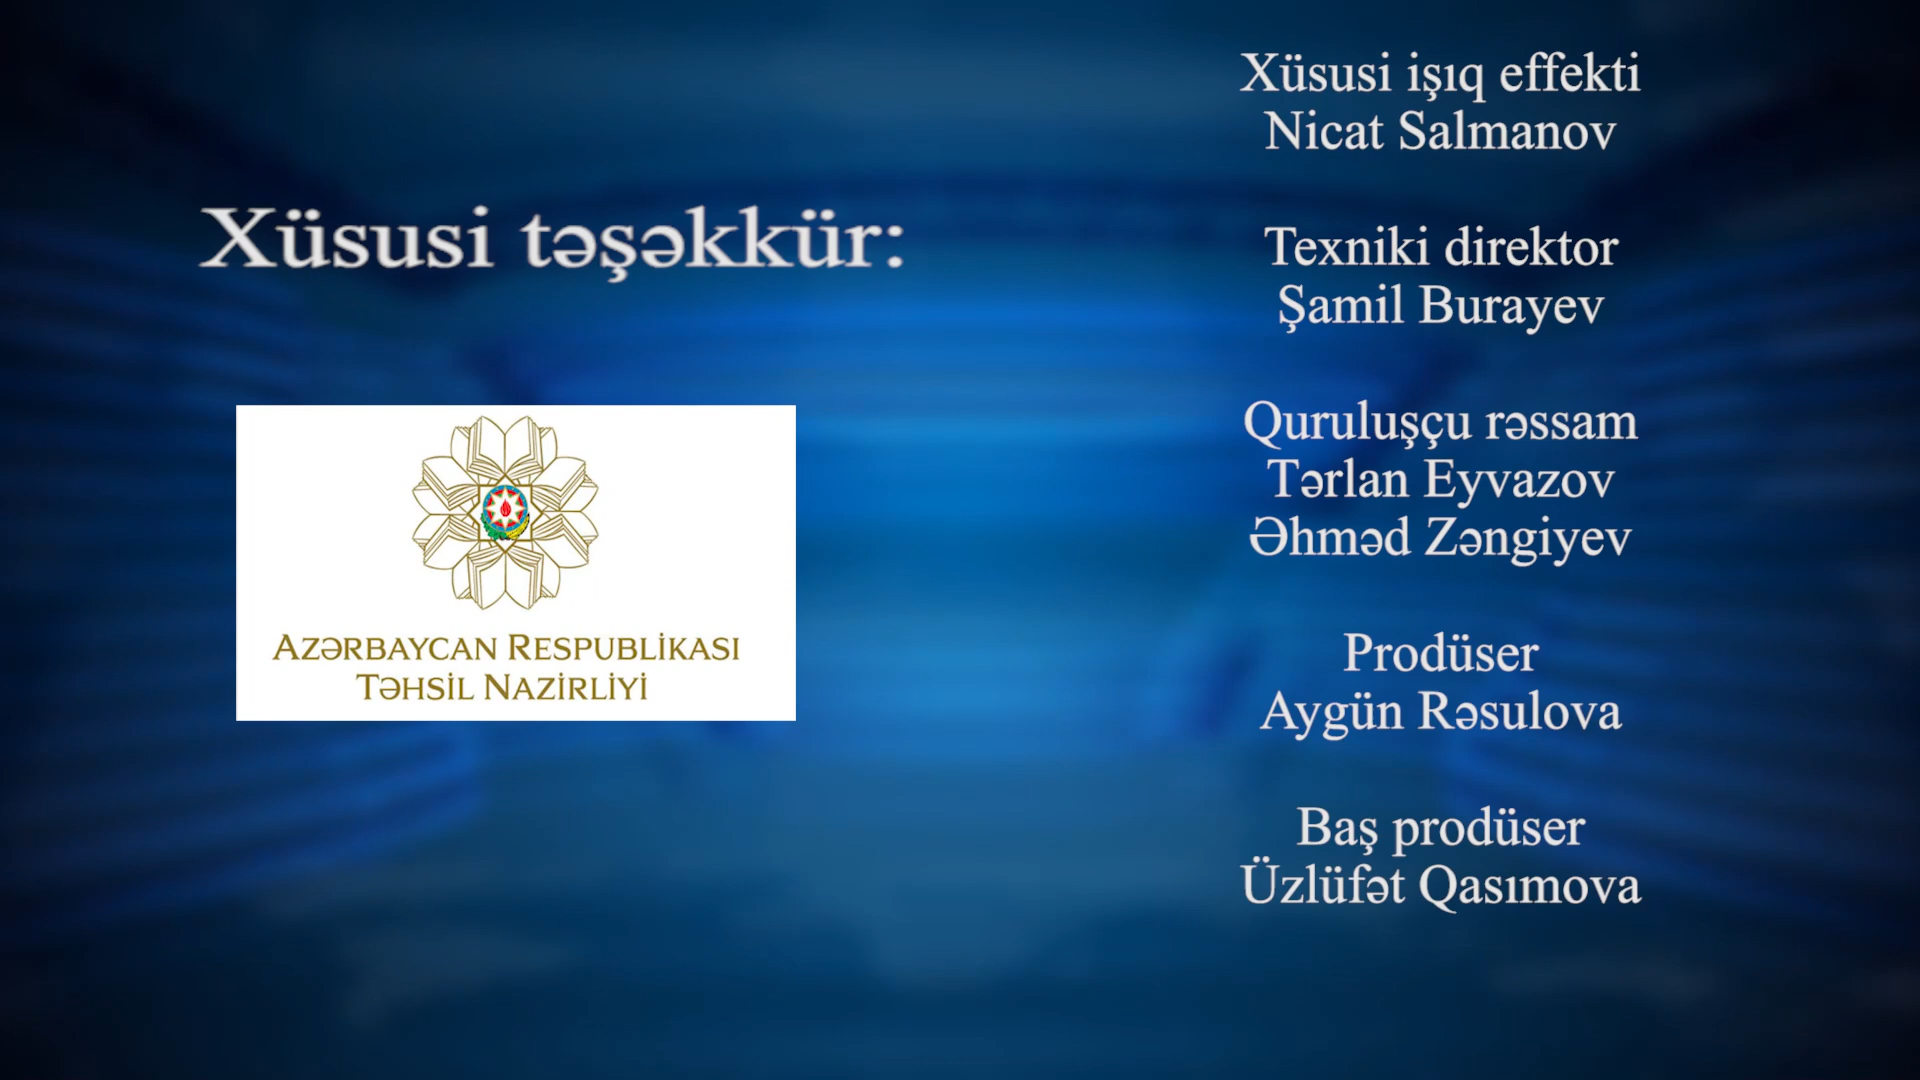 Xüsusi təşəkkür:
AZƏRBAYCAN RESPUBLİKASI
TƏHSİL NAZİRLİYİ
Xüsusi işıq effekti
Nicat Salmanov
Texniki direktor
Şamil Burayev
Quruluşçu rəssam
Tərlan Eyvazov
Əhməd Zəngiyev
Prodüser
Aygün Rəsulova
Baş prodüser
Üzlüfət Qasımova